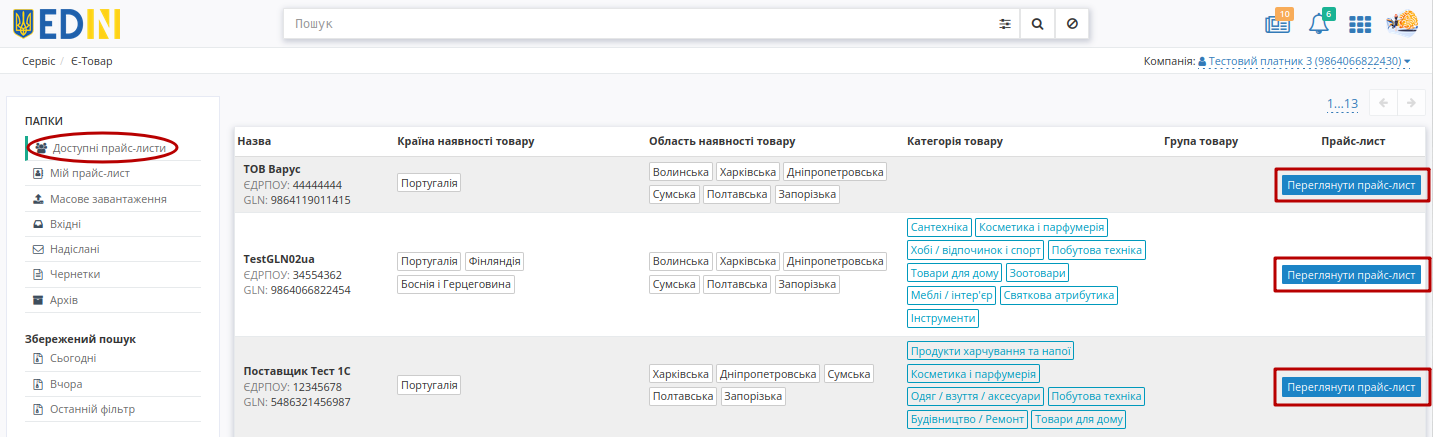 EDIN
Пошук
10
6
Сервіс / Є-Товар
Компанія: Тестовий платник 3 (9864066822430)
1...13
ПАПКИ
Доступні прайс-листи
Мій прайс-лист
Масове завантаження
Вхідні
Надіслані
Чернетки
Архів
Збережений пошук
Сьогодні
Вчора
Останній фільтр
Назва Країна наявності товару Область наявності товару Категорія товару Група товару Прайс-лист
ТОВ Варус
ЄДРПОУ: 44444444
GLN: 9864119011415
Португалія
Волинська Харківська Дніпропетровська
Сумська Полтавська Запорізька
Переглянути прайс-лист
TestGLN02ua
ЄДРПОУ: 34554362
GLN: 9864066822454
Португалія Фінляндія
Боснія і Герцеговина
Волинська Харківська Дніпропетровська
Сумська Полтавська Запорізька
Сантехніка Косметика і парфумерія
Хобі / відпочинок і спорт Побутова техніка
Товари для дому Зоотовари
Меблі / інтер'єр Святкова атрибутика
Інструменти
Переглянути прайс-лист
Поставщик Тест 1С
ЄДРПОУ: 12345678
GLN: 5486321456987
Португалія
Харківська Дніпропетровська Сумська
Полтавська Запорізька
Продукти харчування та напої
Косметика і парфумерія
Одяг / взуття / аксесуари Побутова техніка
Будівництво / Ремонт Товари для дому
Переглянути прайс-лист